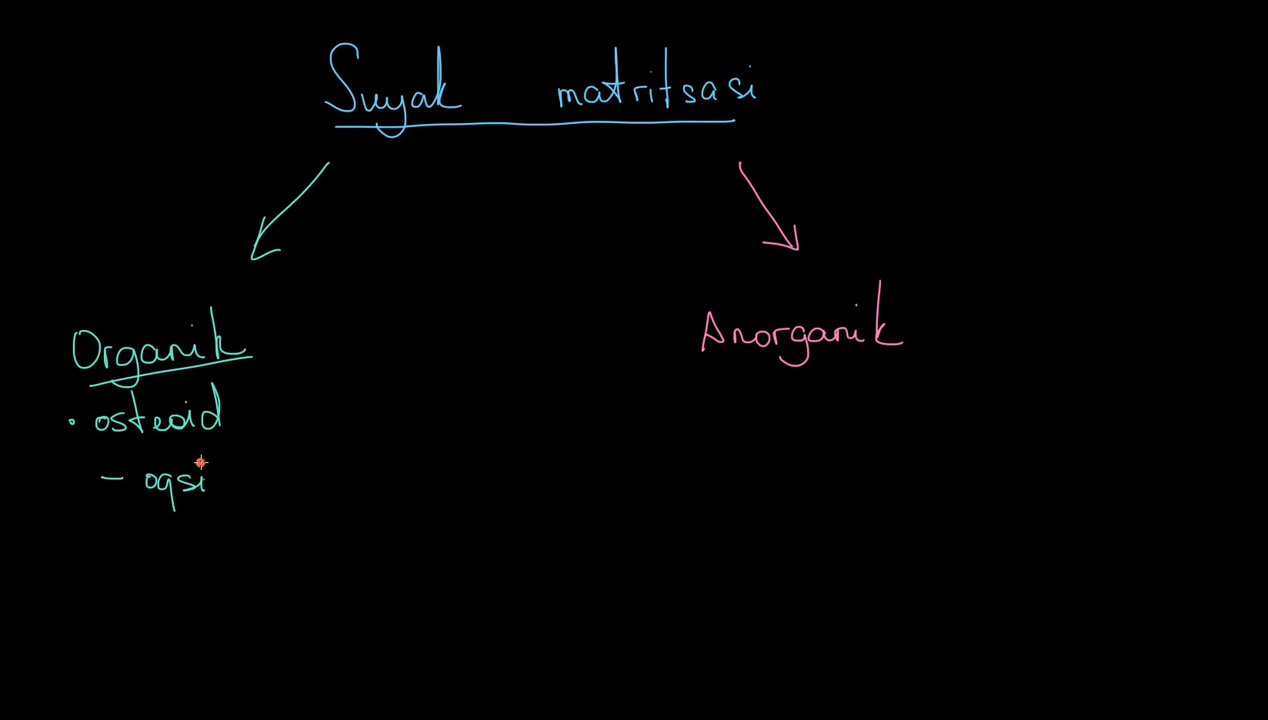 Suyak matritsasi
Organik
Anorganik
• osteoid
- oqsi